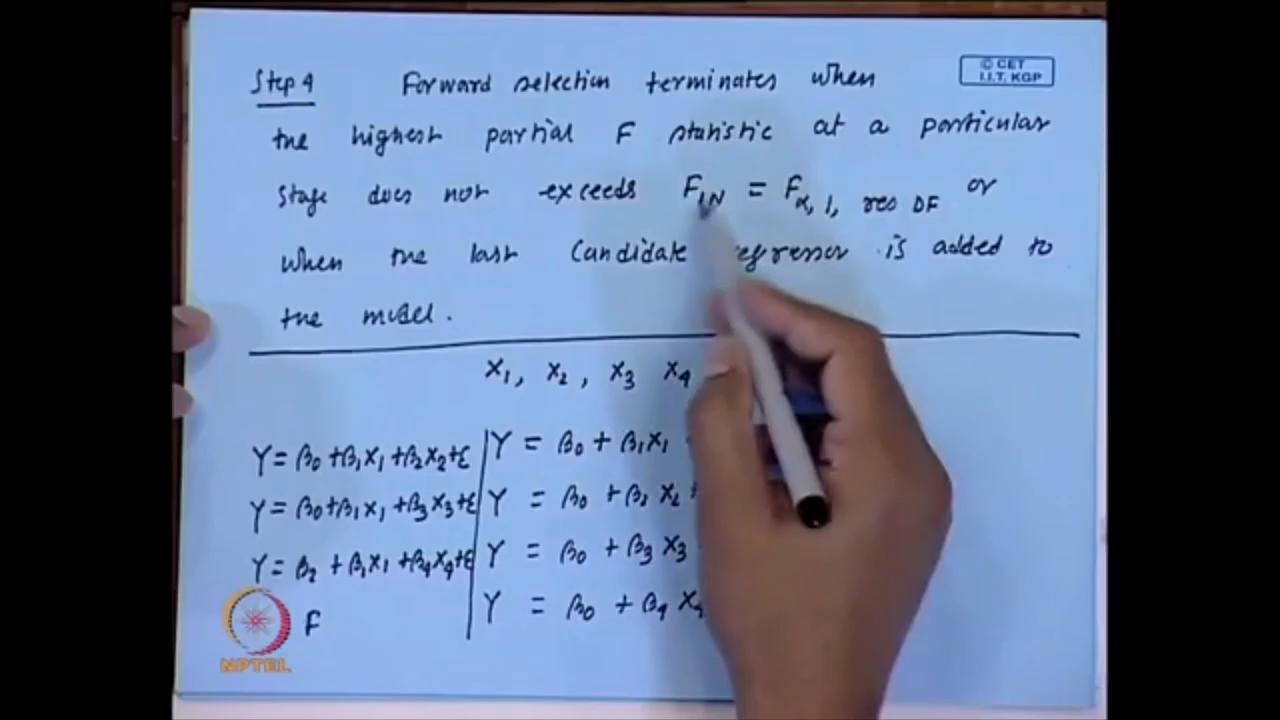 Step 4 Forward selection terminates when
© CET
I.I.T. KGP
the highest partial F statistic at a particular
stage does not exceeds F_IN = F_α, 1, res DF or
when the last Candidate regressor is added to
the model.
X1, X2, X3 X4
Y = β0 + β1X1 + β2X2 + ε
Y = β0 + β1X1 + β3X3 + ε
Y = β2 + β1X1 + β4X4 + ε
F
Y = β0 + β1X1
Y = β0 + β2 X2 +
Y = β0 + β3 X3
Y = β0 + β4 X4
NPTEL